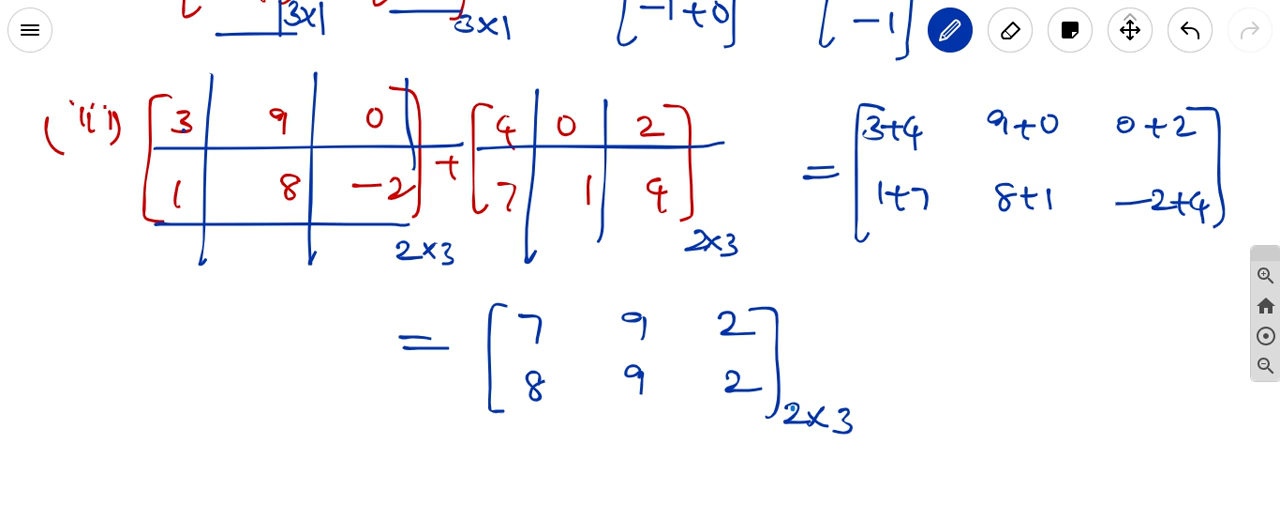 3×1 3×1 [-1+0] [-1]
(iii) [3 9 0 + [4 0 2] = [3+4 9+0 0+2]
1 8 -2] [7 1 4] [1+7 8+1 -2+4]
2×3 2×3
= [7 9 2]
[8 9 2] 2×3